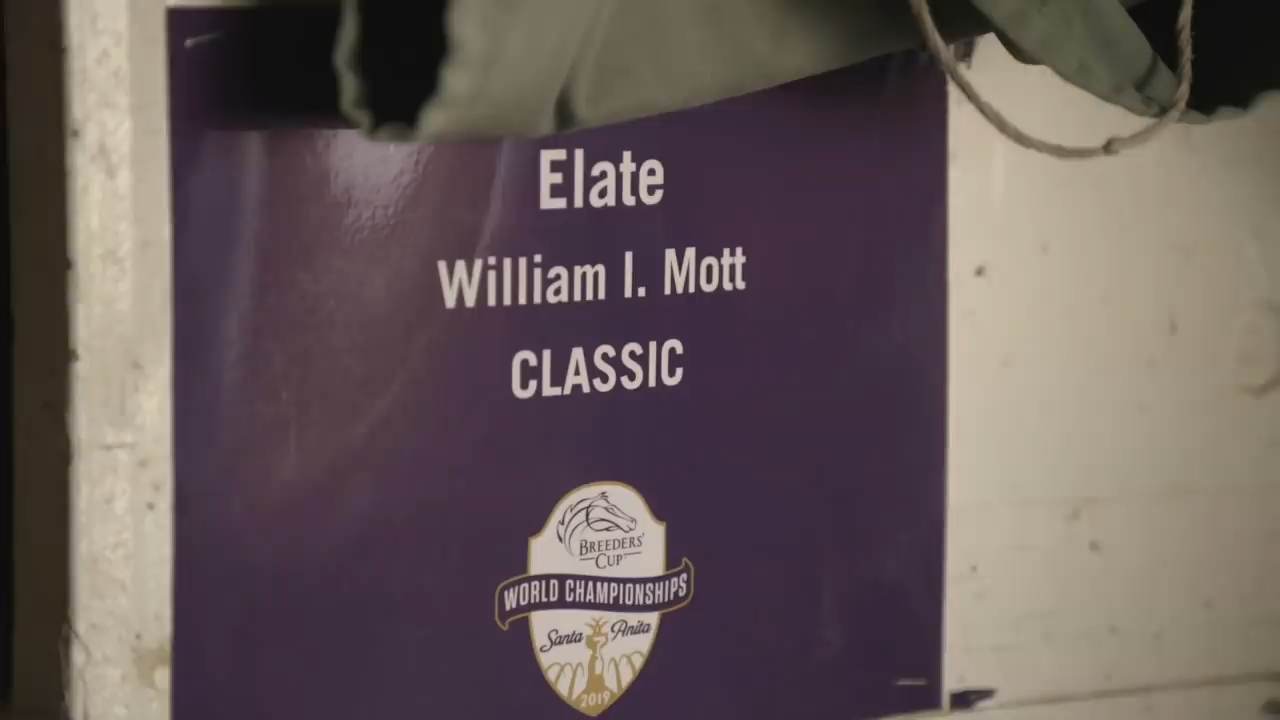 Elate
William I. Mott
CLASSIC
BREEDERS'
CUP
WORLD CHAMPIONSHIPS
Santa Anita
2019